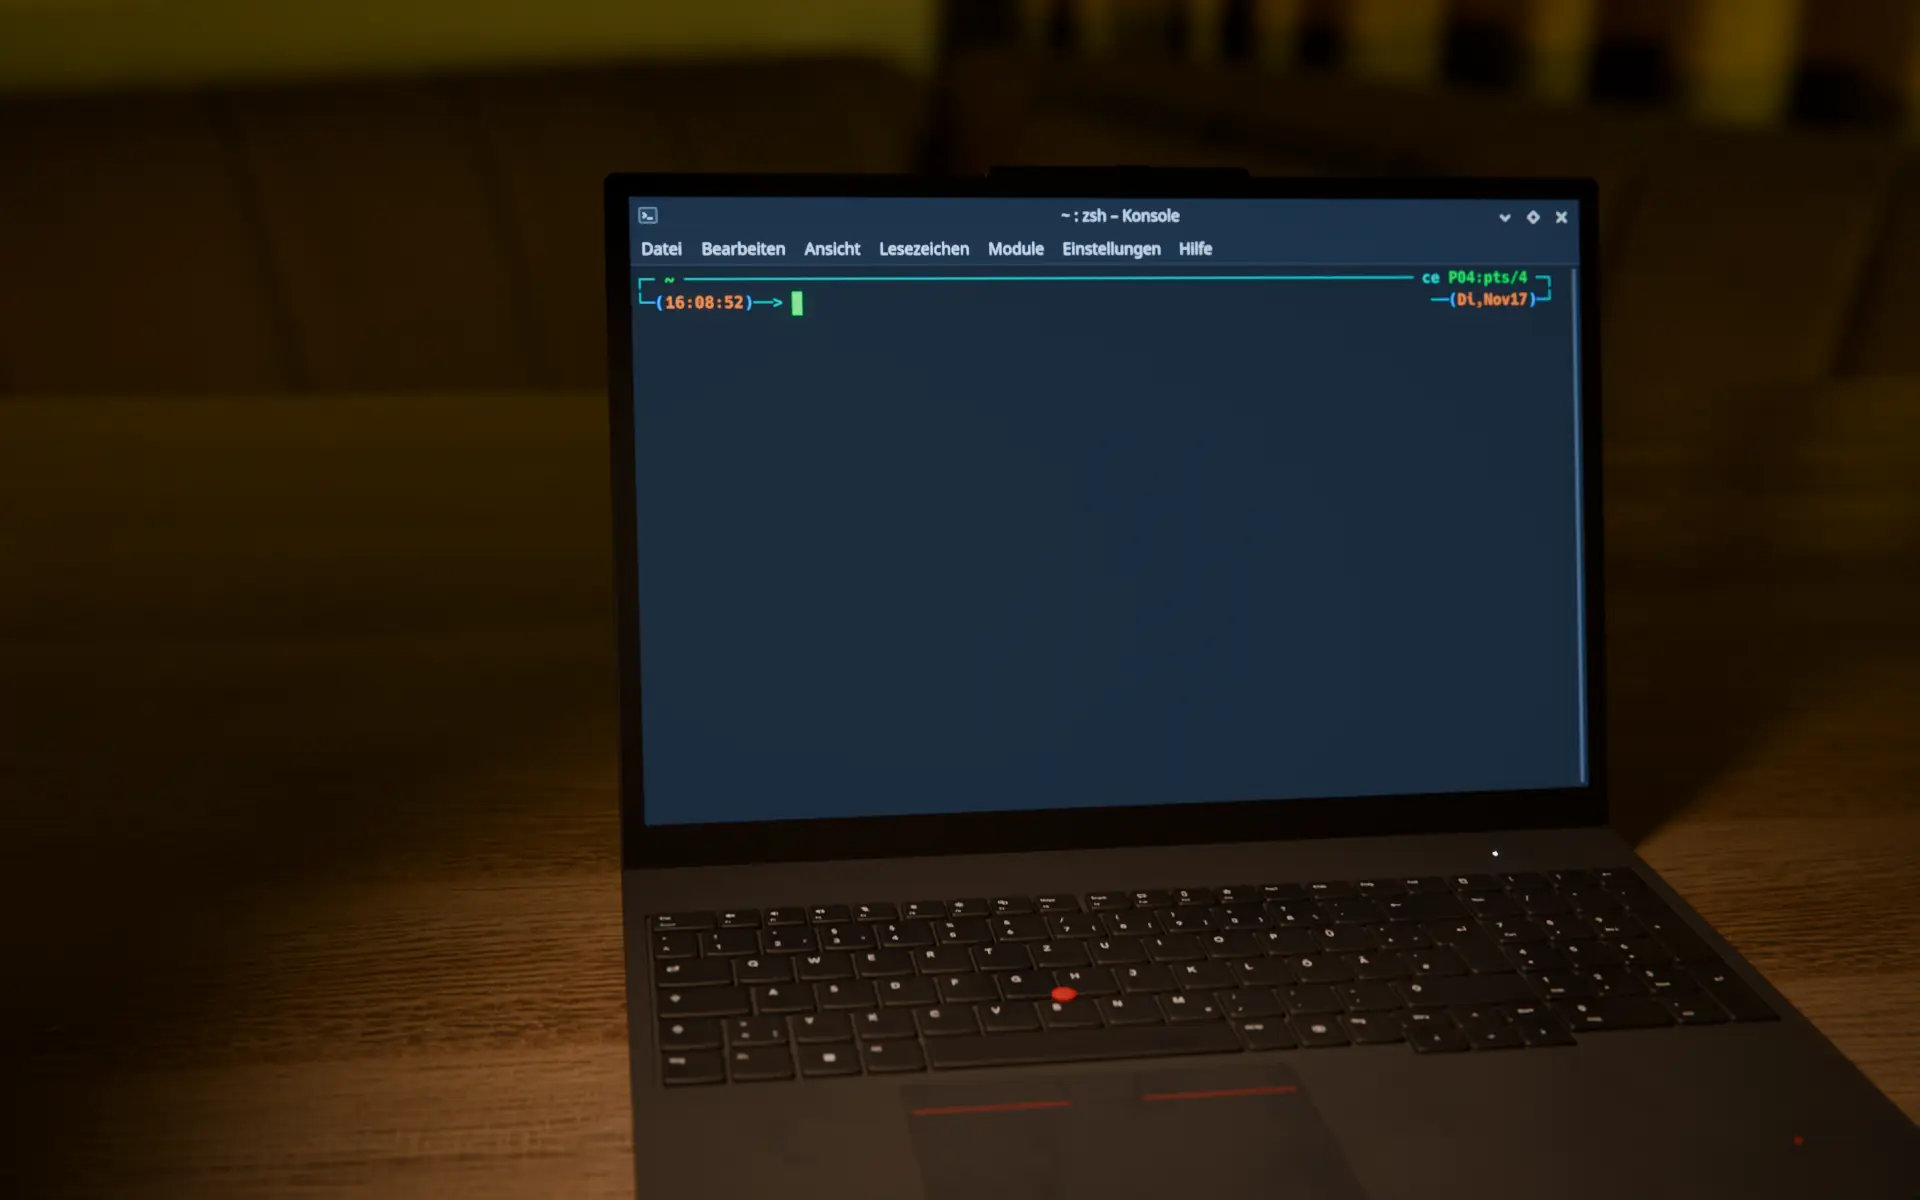 ~ : zsh – Konsole
Datei Bearbeiten Ansicht Lesezeichen Module Einstellungen Hilfe
~ ce P04:pts/4
(16:08:52)—> —(Di,Nov17)
Q W E R T Z U I O P Ü
A S D F G H J K L Ö Ä
Y X C V B N M